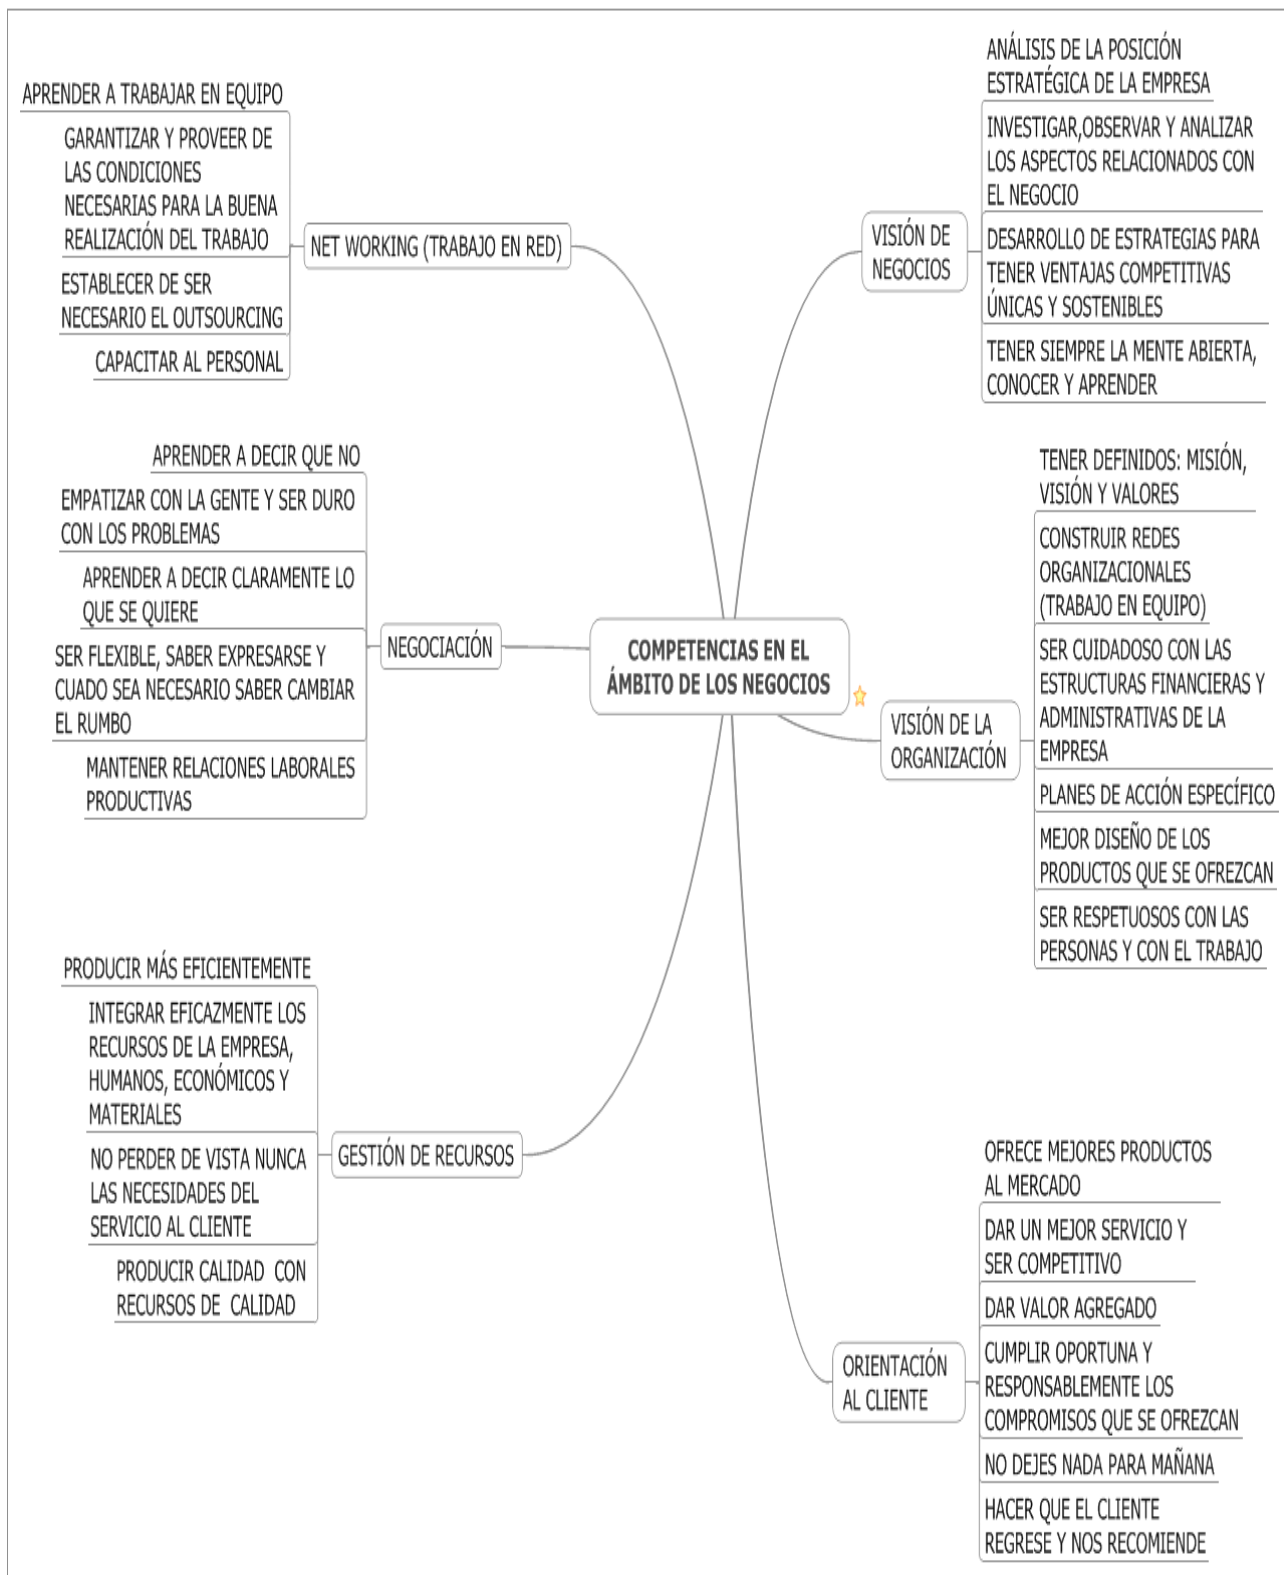 APRENDER A TRABAJAR EN EQUIPO
GARANTIZAR Y PROVEER DE
LAS CONDICIONES
NECESARIAS PARA LA BUENA
REALIZACIÓN DEL TRABAJO
ESTABLECER DE SER
NECESARIO EL OUTSOURCING
CAPACITAR AL PERSONAL
NET WORKING (TRABAJO EN RED)
APRENDER A DECIR QUE NO
EMPATIZAR CON LA GENTE Y SER DURO
CON LOS PROBLEMAS
APRENDER A DECIR CLARAMENTE LO
QUE SE QUIERE
SER FLEXIBLE, SABER EXPRESARSE Y
CUADO SEA NECESARIO SABER CAMBIAR
EL RUMBO
MANTENER RELACIONES LABORALES
PRODUCTIVAS
NEGOCIACIÓN
PRODUCIR MÁS EFICIENTEMENTE
INTEGRAR EFICAZMENTE LOS
RECURSOS DE LA EMPRESA,
HUMANOS, ECONÓMICOS Y
MATERIALES
NO PERDER DE VISTA NUNCA
LAS NECESIDADES DEL
SERVICIO AL CLIENTE
PRODUCIR CALIDAD CON
RECURSOS DE CALIDAD
GESTIÓN DE RECURSOS
COMPETENCIAS EN EL
ÁMBITO DE LOS NEGOCIOS
VISIÓN DE
NEGOCIOS
ANÁLISIS DE LA POSICIÓN
ESTRATÉGICA DE LA EMPRESA
INVESTIGAR,OBSERVAR Y ANALIZAR
LOS ASPECTOS RELACIONADOS CON
EL NEGOCIO
DESARROLLO DE ESTRATEGIAS PARA
TENER VENTAJAS COMPETITIVAS
ÚNICAS Y SOSTENIBLES
TENER SIEMPRE LA MENTE ABIERTA,
CONOCER Y APRENDER
VISIÓN DE LA
ORGANIZACIÓN
TENER DEFINIDOS: MISIÓN,
VISIÓN Y VALORES
CONSTRUIR REDES
ORGANIZACIONALES
(TRABAJO EN EQUIPO)
SER CUIDADOSO CON LAS
ESTRUCTURAS FINANCIERAS Y
ADMINISTRATIVAS DE LA
EMPRESA
PLANES DE ACCIÓN ESPECÍFICO
MEJOR DISEÑO DE LOS
PRODUCTOS QUE SE OFREZCAN
SER RESPETUOSOS CON LAS
PERSONAS Y CON EL TRABAJO
ORIENTACIÓN
AL CLIENTE
OFRECE MEJORES PRODUCTOS
AL MERCADO
DAR UN MEJOR SERVICIO Y
SER COMPETITIVO
DAR VALOR AGREGADO
CUMPLIR OPORTUNA Y
RESPONSABLEMENTE LOS
COMPROMISOS QUE SE OFREZCAN
NO DEJES NADA PARA MAÑANA
HACER QUE EL CLIENTE
REGRESE Y NOS RECOMIENDE